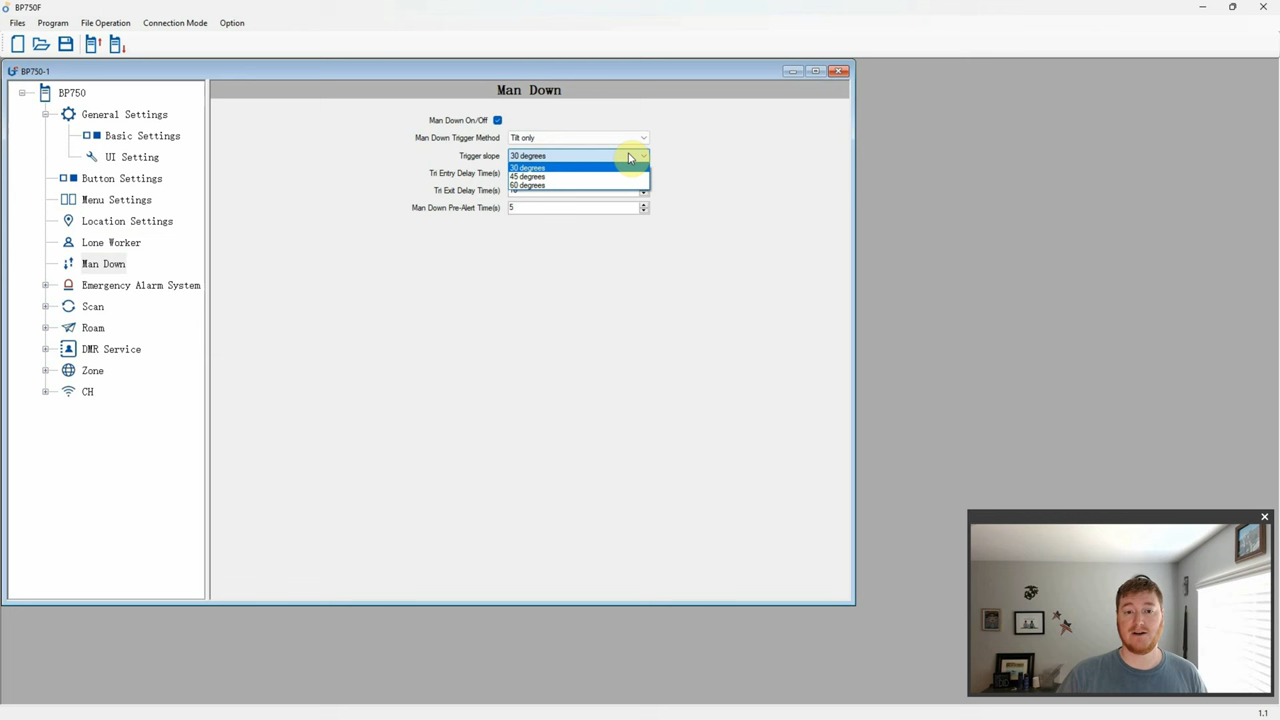 BP750F
Files Program File Operation Connection Mode Option
BP750-1
BP750
General Settings
Basic Settings
UI Setting
Button Settings
Menu Settings
Location Settings
Lone Worker
Man Down
Emergency Alarm System
Scan
Roam
DMR Service
Zone
CH
Man Down
Man Down On/Off
Man Down Trigger Method Tilt only
Trigger slope 30 degrees
30 degrees
45 degrees
60 degrees
Tri Entry Delay Time(s)
Tri Exit Delay Time(s)
Man Down Pre-Alert Time(s) 5
1.1